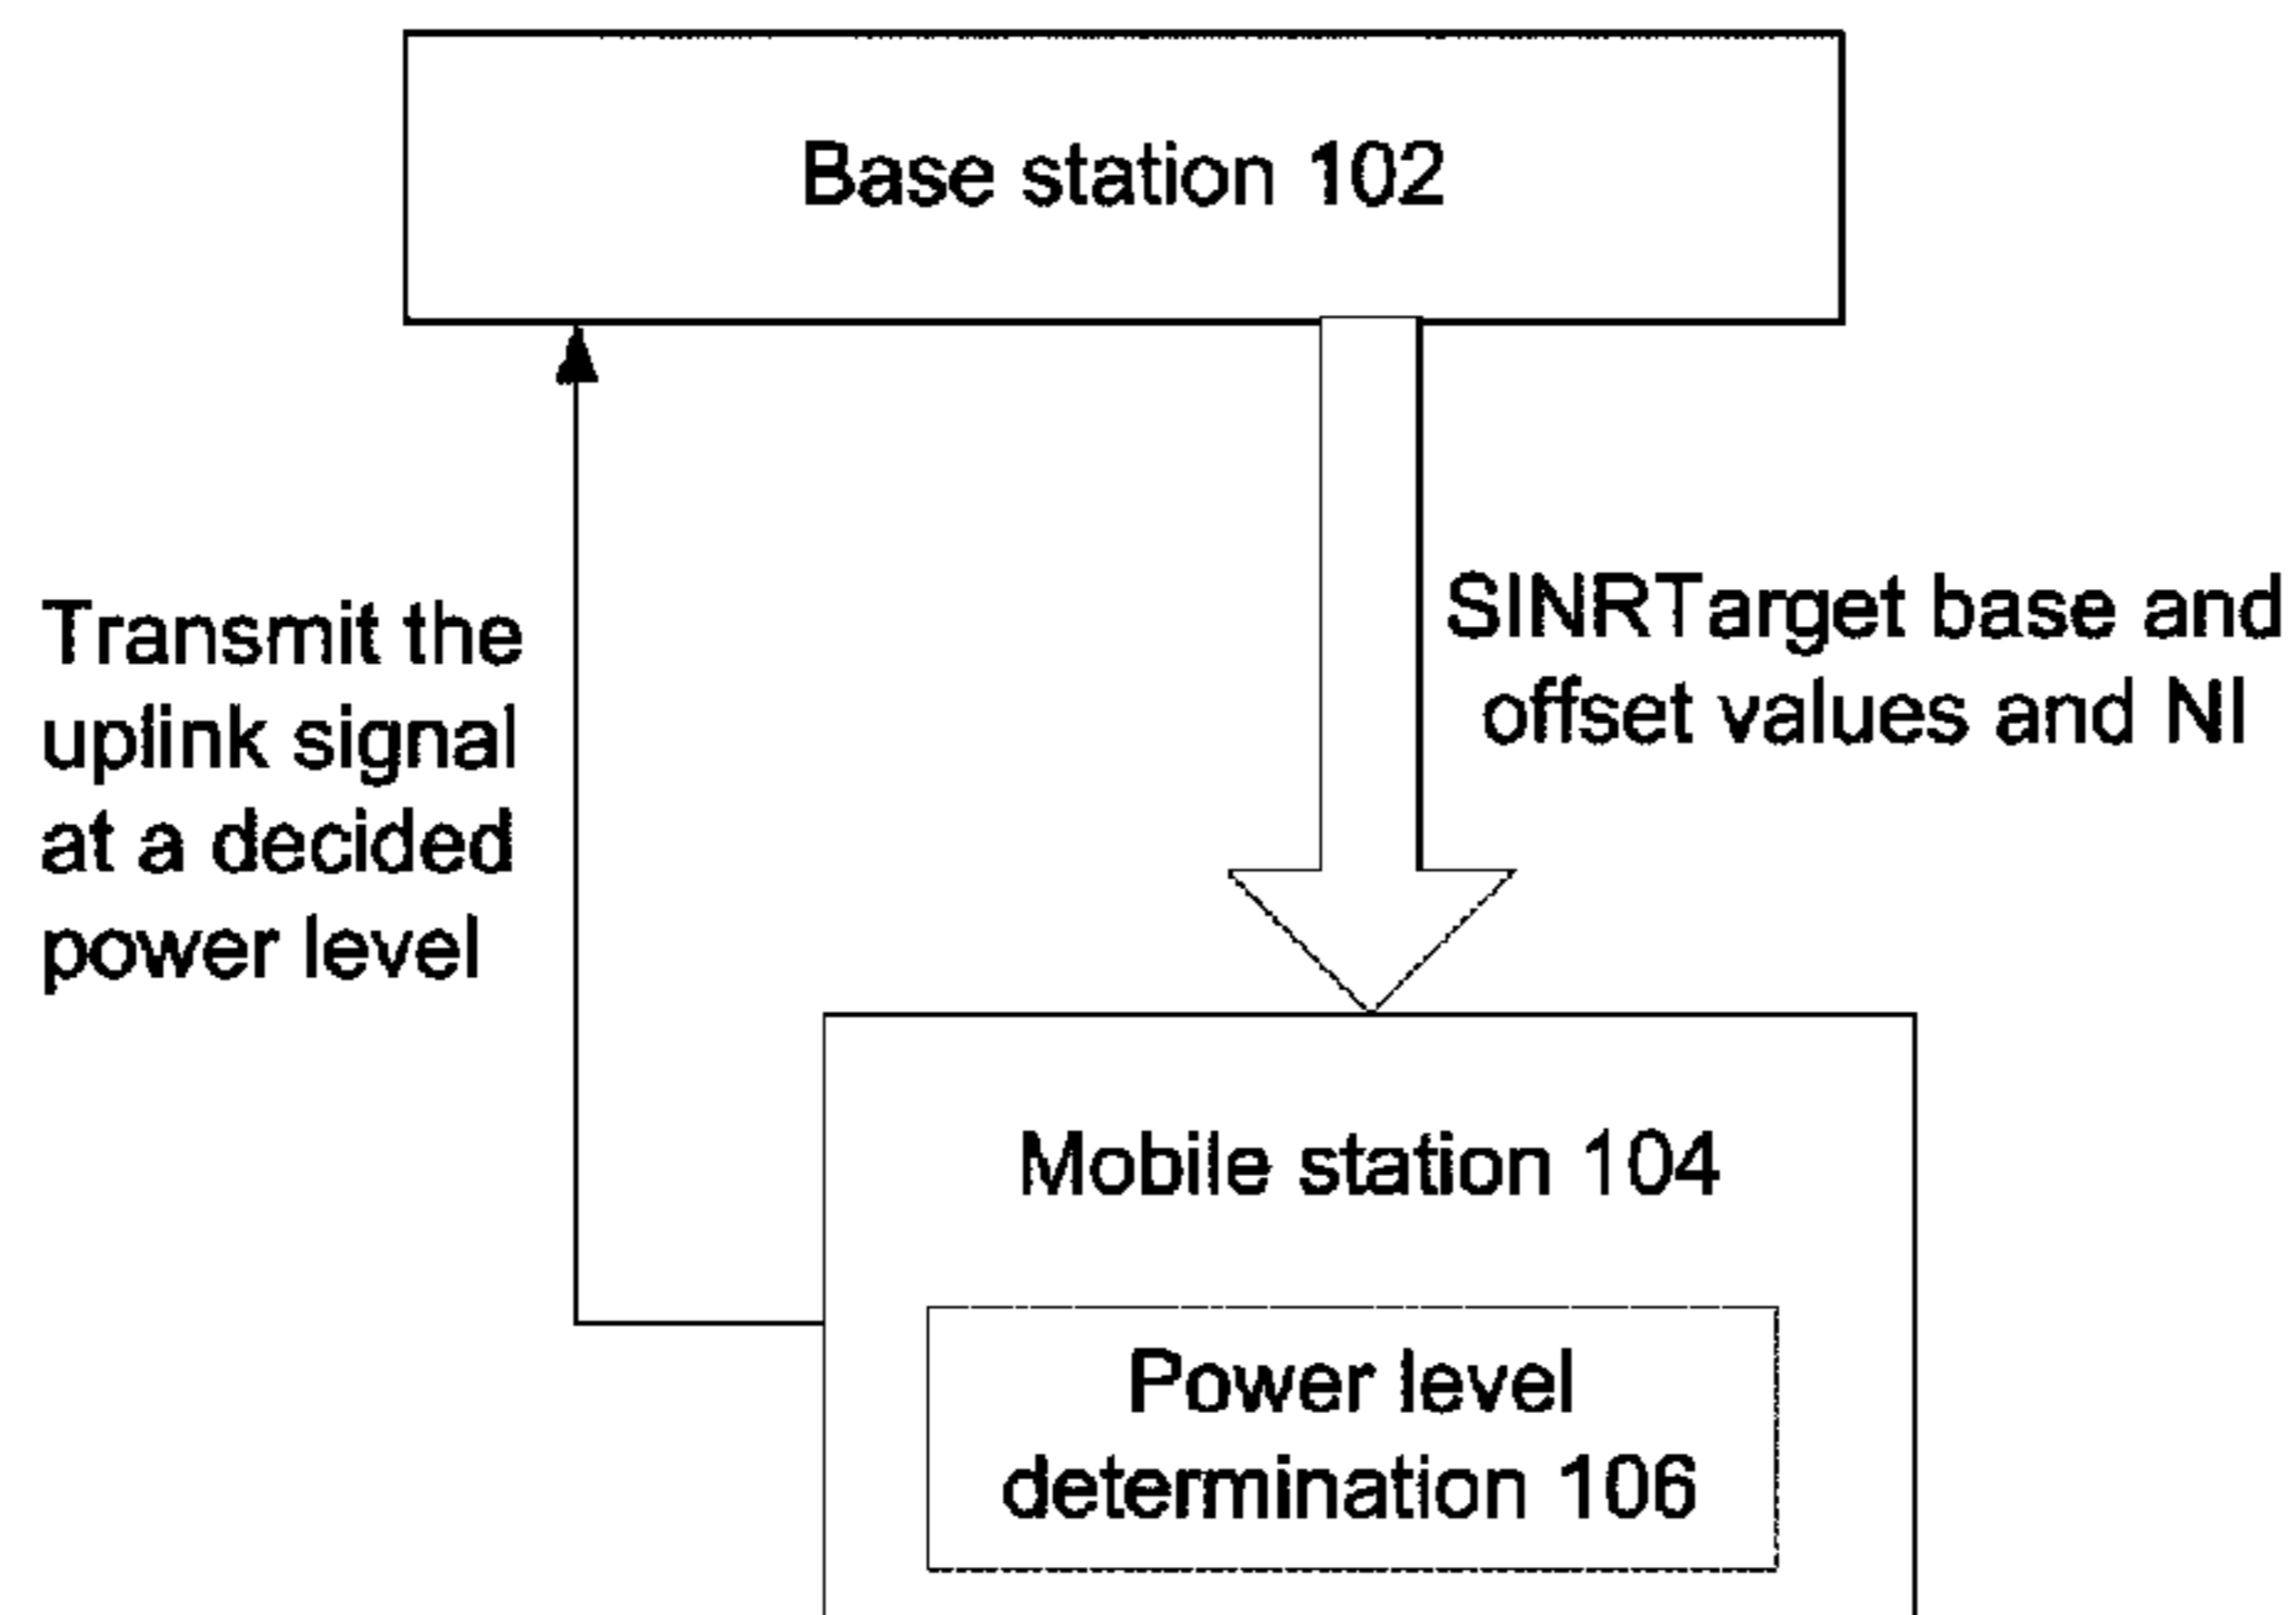 Base station 102
SINRTarget base and
offset values and NI
Transmit the
uplink signal
at a decided
power level
Mobile station 104
Power level
determination 106